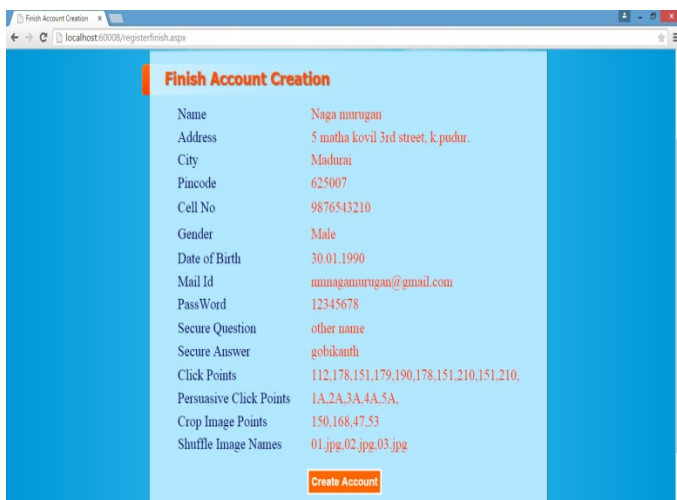 Finish Account Creation
localhost:60008/registerfinish.aspx
Finish Account Creation
Name Naga murugan
Address 5 matha kovil 3rd street, k.pudur.
City Madurai
Pincode 625007
Cell No 9876543210
Gender Male
Date of Birth 30.01.1990
Mail Id nmnagamurugan@gmail.com
PassWord 12345678
Secure Question other name
Secure Answer gobikanth
Click Points 112,178,151,179,190,178,151,210,151,210,
Persuasive Click Points 1A,2A,3A,4A,5A,
Crop Image Points 150,168,47,53
Shuffle Image Names 01.jpg,02.jpg,03.jpg
Create Account